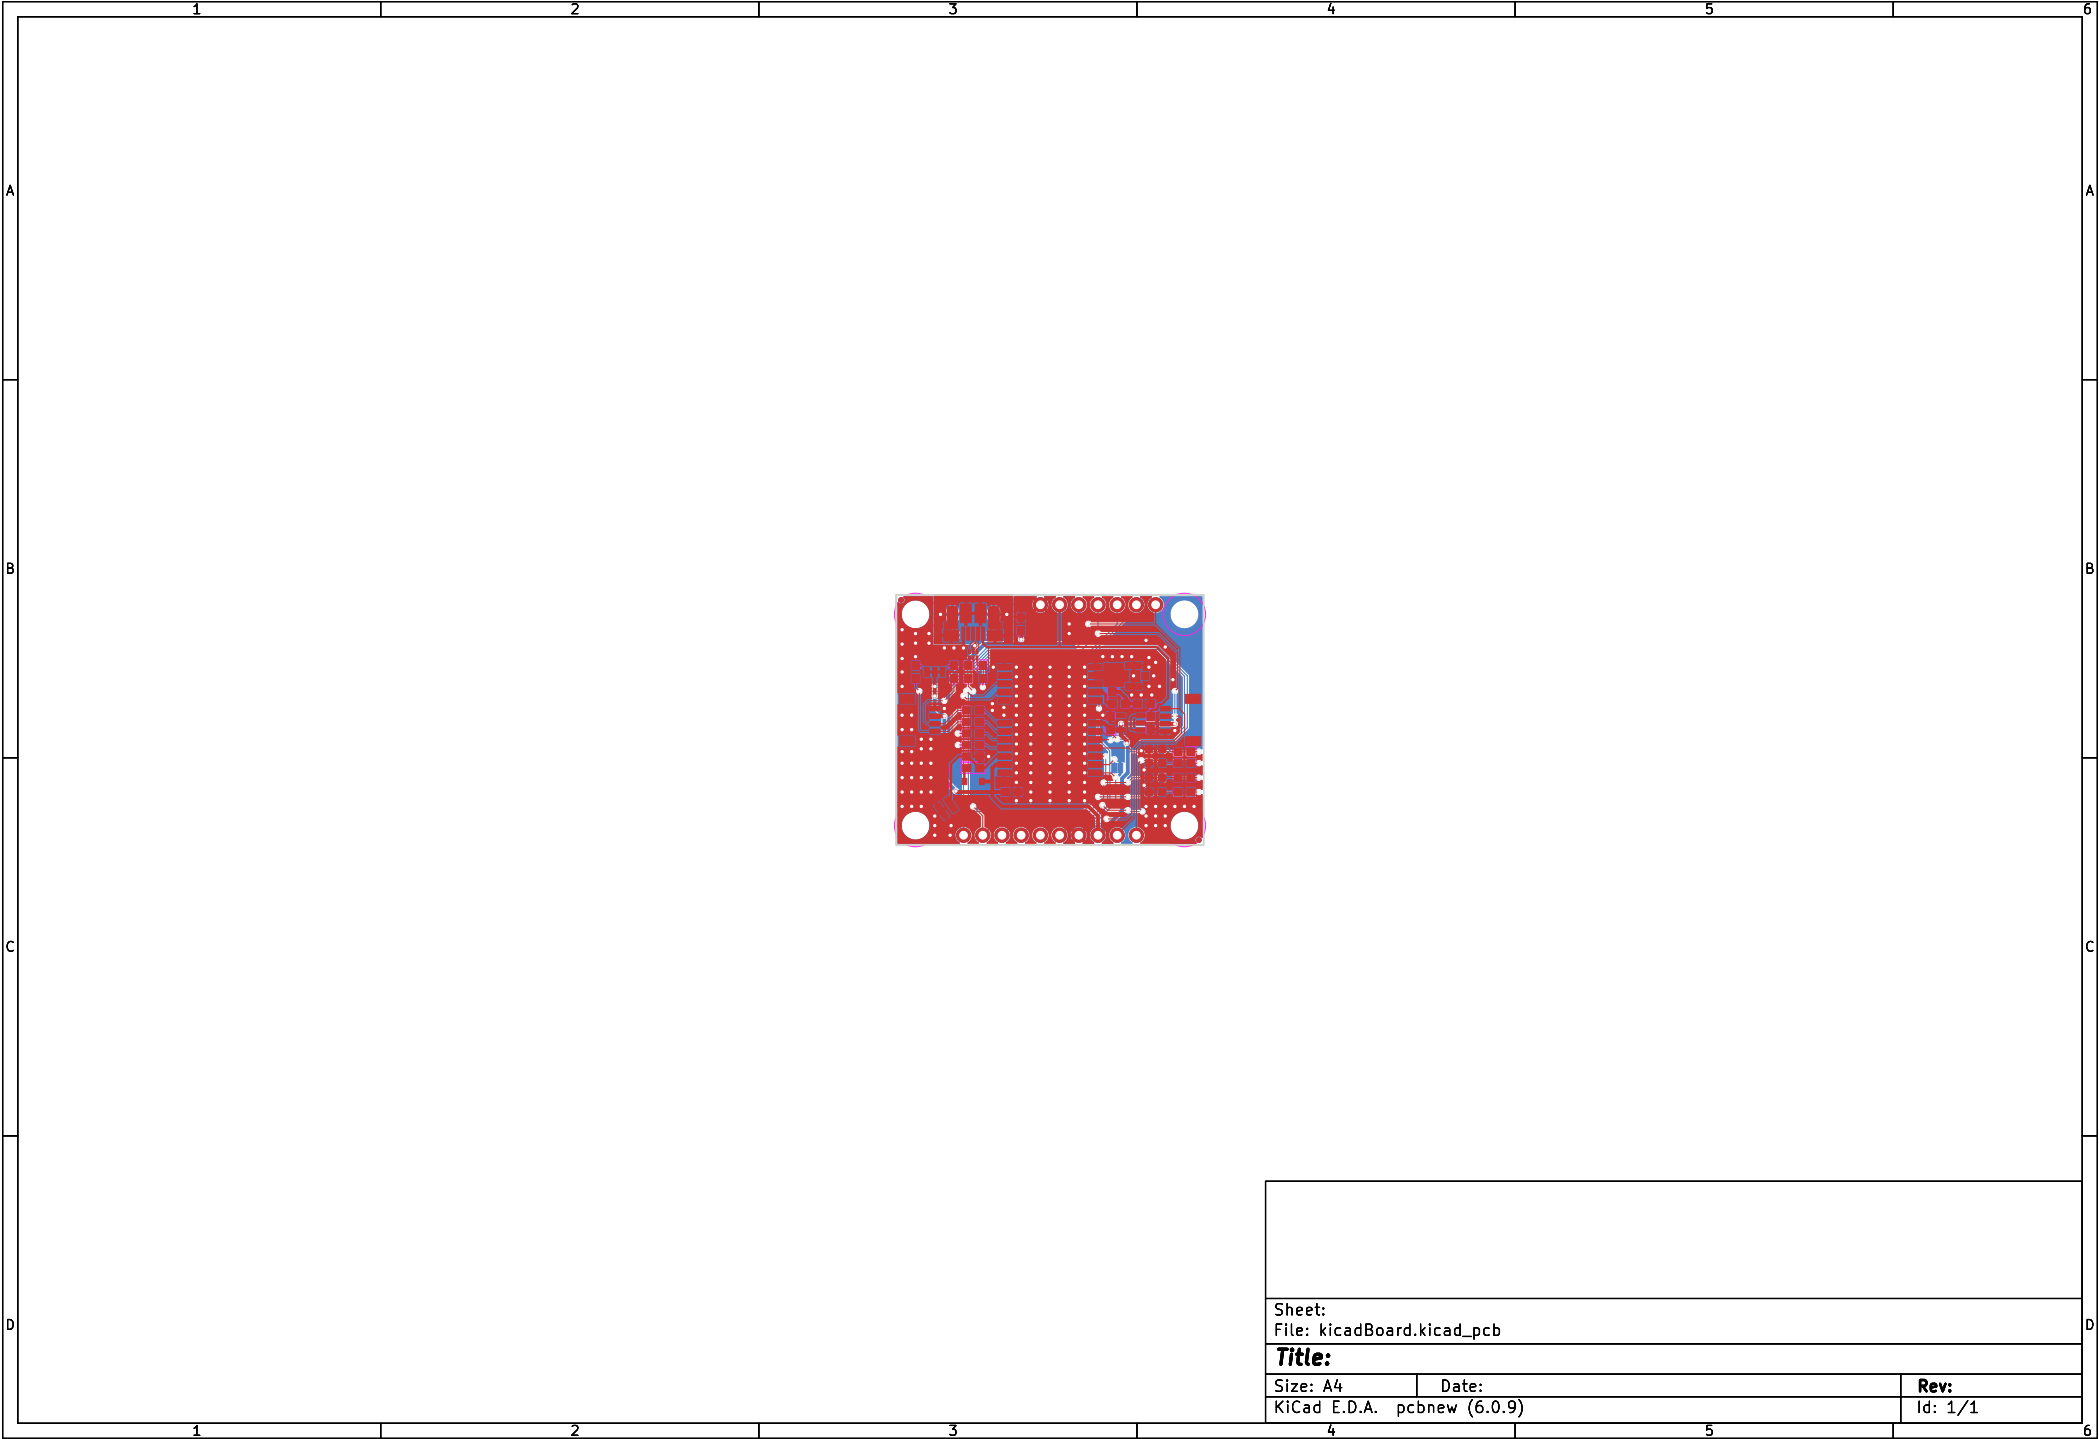 1 2 3 4 5 6
A A
B B
C C
D D
Sheet:
File: kicadBoard.kicad_pcb
Title:
Size: A4 Date: Rev:
KiCad E.D.A. pcbnew (6.0.9) Id: 1/1
1 2 3 4 5 6